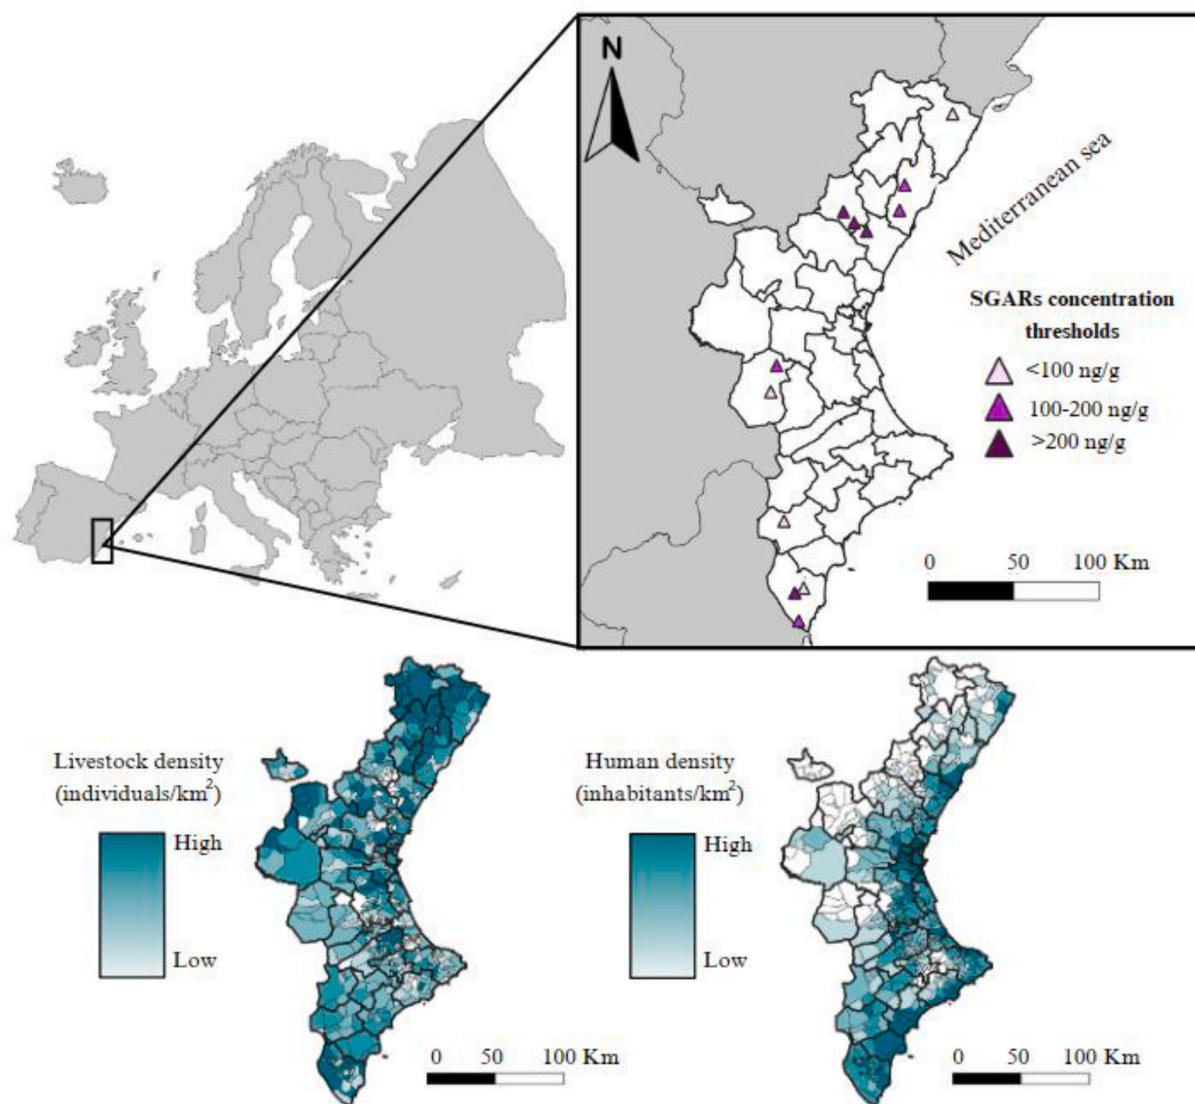 N
Mediterranean sea
SGARs concentration
thresholds
<100 ng/g
100-200 ng/g
>200 ng/g
0 50 100 Km
Livestock density
(individuals/km²)
High
Low
0 50 100 Km
Human density
(inhabitants/km²)
High
Low
0 50 100 Km